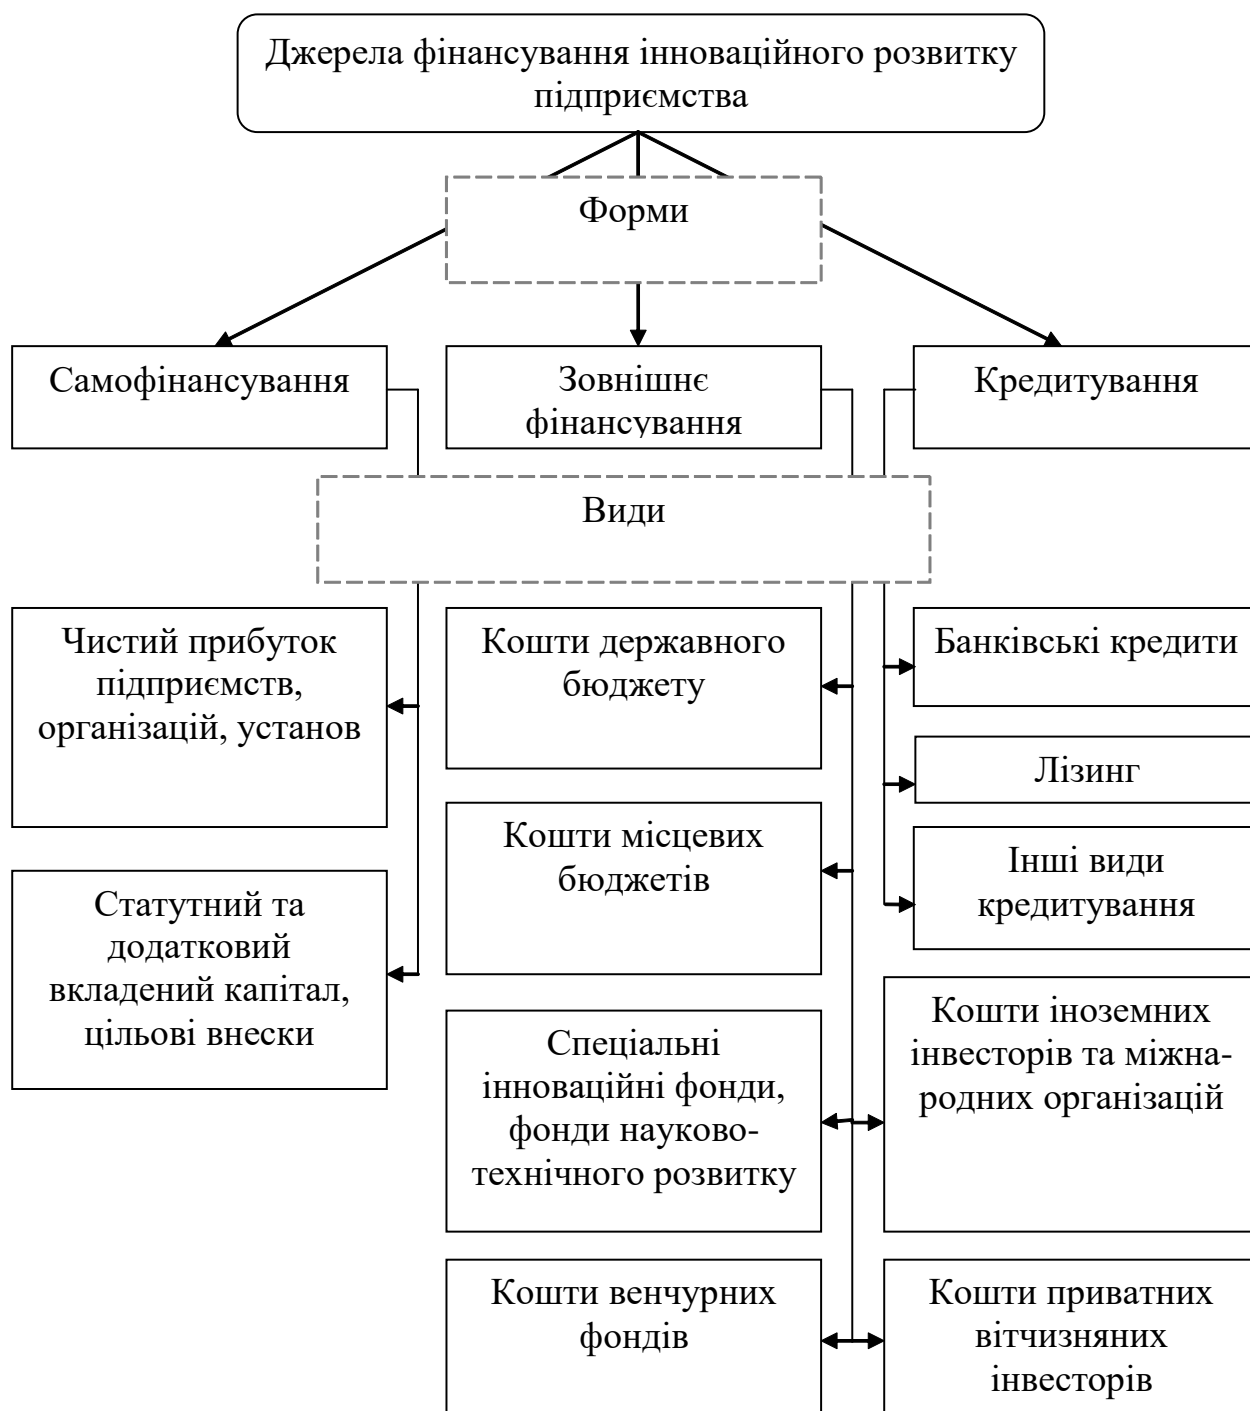 Джерела фінансування інноваційного розвитку
підприємства
Форми
Самофінансування
Зовнішнє
фінансування
Кредитування
Види
Чистий прибуток
підприємств,
організацій, установ
Статутний та
додатковий
вкладений капітал,
цільові внески
Кошти державного
бюджету
Кошти місцевих
бюджетів
Спеціальні
інноваційні фонди,
фонди науково-
технічного розвитку
Кошти венчурних
фондів
Банківські кредити
Лізинг
Інші види
кредитування
Кошти іноземних
інвесторів та міжна-
родних організацій
Кошти приватних
вітчизняних
інвесторів